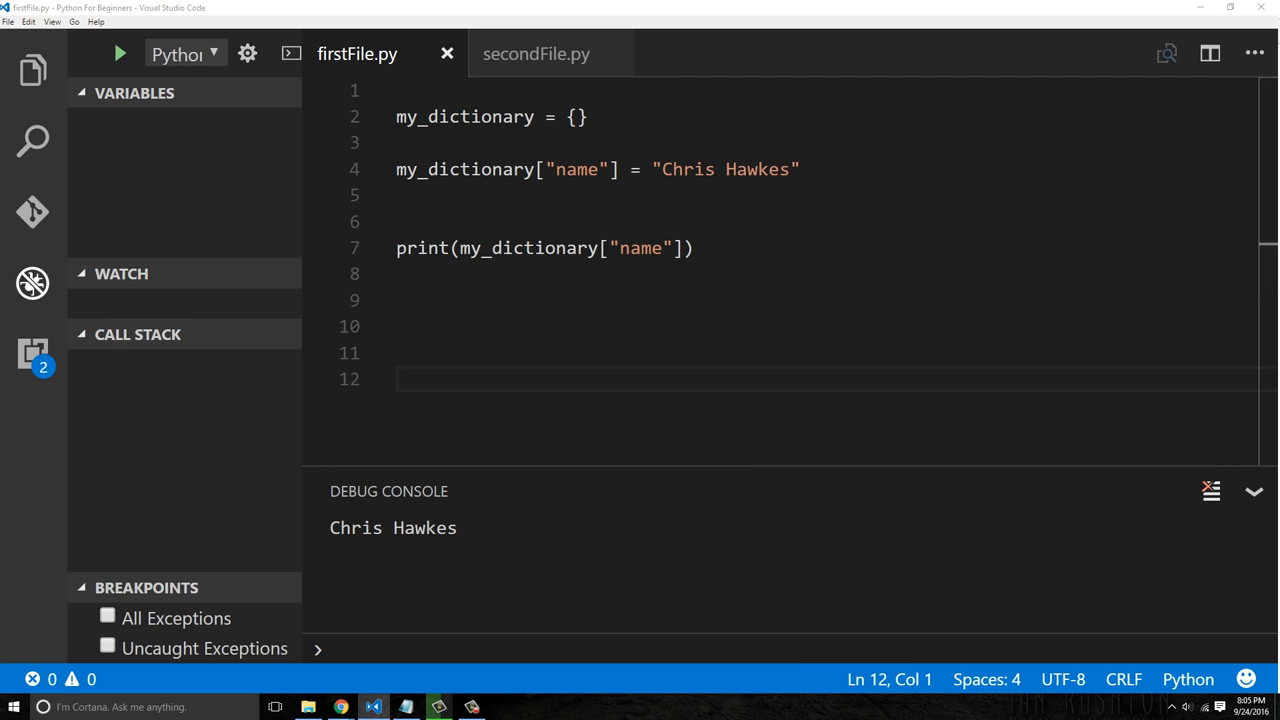 firstFile.py - Python For Beginners - Visual Studio Code
File Edit View Go Help
Python
firstFile.py
secondFile.py
VARIABLES
WATCH
CALL STACK
BREAKPOINTS
All Exceptions
Uncaught Exceptions
2
1
2 my_dictionary = {}
3
4 my_dictionary["name"] = "Chris Hawkes"
5
6
7 print(my_dictionary["name"])
8
9
10
11
12
DEBUG CONSOLE
Chris Hawkes
0 0 Ln 12, Col 1 Spaces: 4 UTF-8 CRLF Python
I'm Cortana. Ask me anything.
8:05 PM
9/24/2016